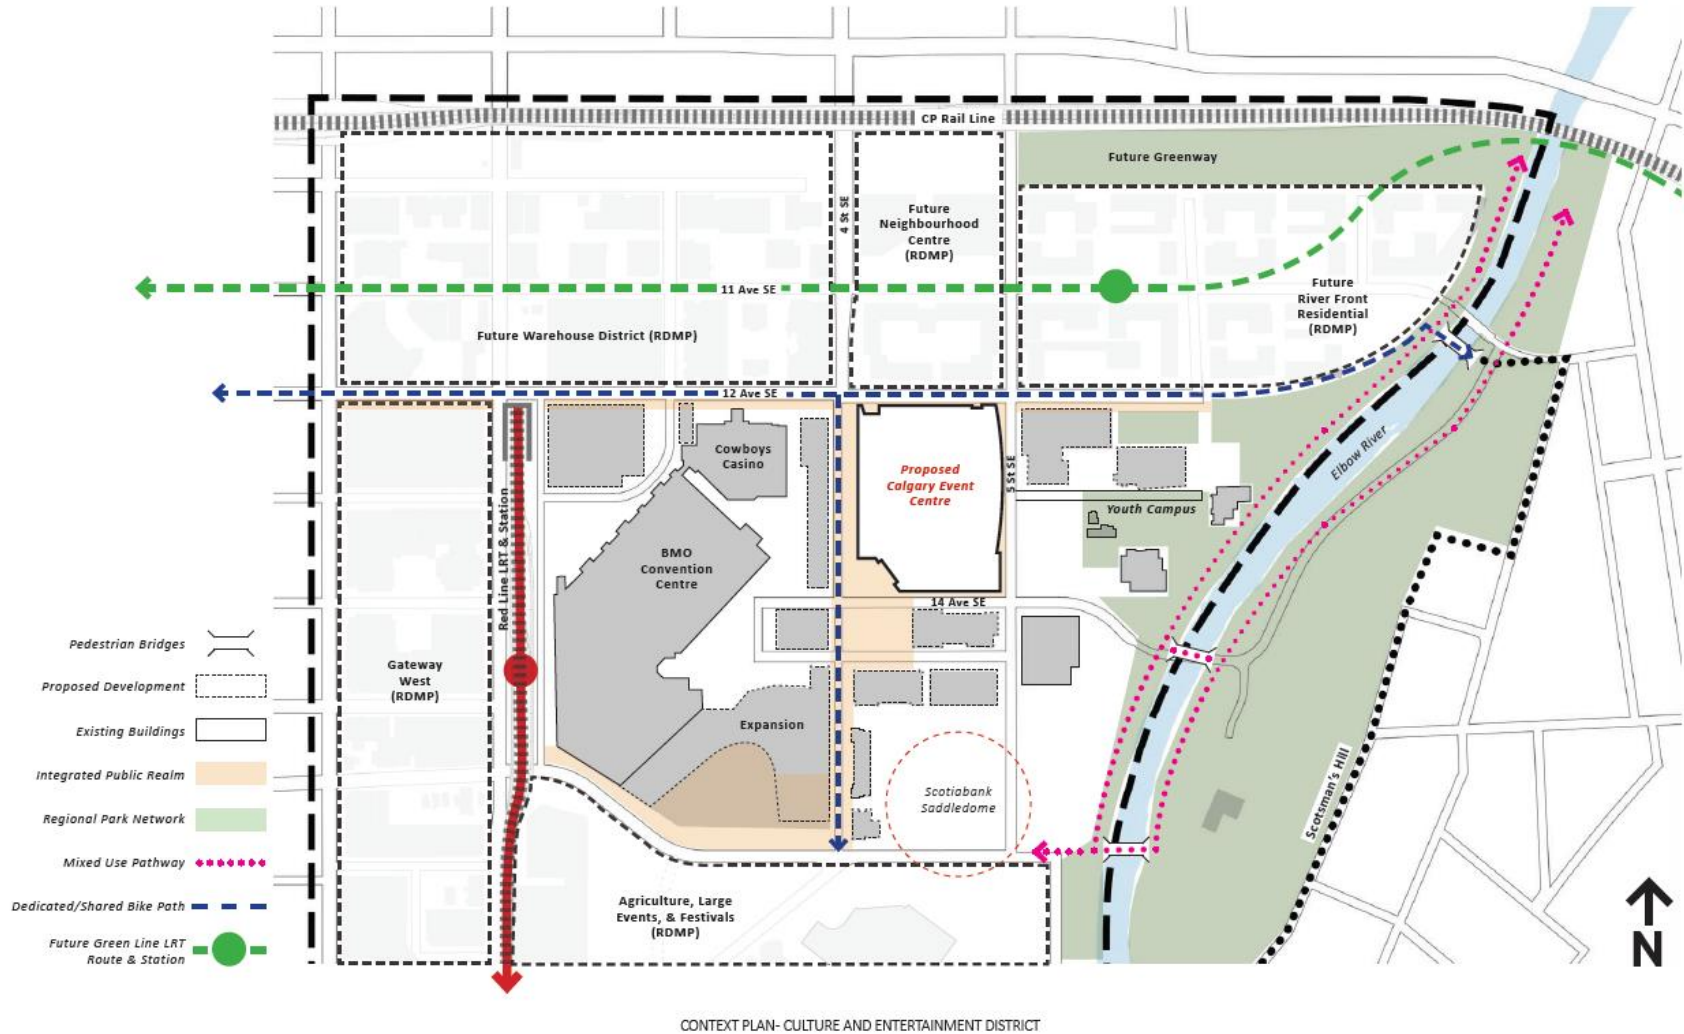 CP Rail Line
Future Greenway
4 St SE
Future
Neighbourhood
Centre
(RDMP)
11 Ave SE
Future
River Front
Residential
(RDMP)
Future Warehouse District (RDMP)
12 Ave SE
Cowboys
Casino
Proposed
Calgary Event
Centre
5 St SE
Elbow River
Youth Campus
Red Line LRT & Station
BMO
Convention
Centre
14 Ave SE
Gateway
West
(RDMP)
Expansion
Scotiabank
Saddledome
Scotsman's Hill
Agriculture, Large
Events, & Festivals
(RDMP)
Pedestrian Bridges
Proposed Development
Existing Buildings
Integrated Public Realm
Regional Park Network
Mixed Use Pathway
Dedicated/Shared Bike Path
Future Green Line LRT
Route & Station
N
CONTEXT PLAN- CULTURE AND ENTERTAINMENT DISTRICT